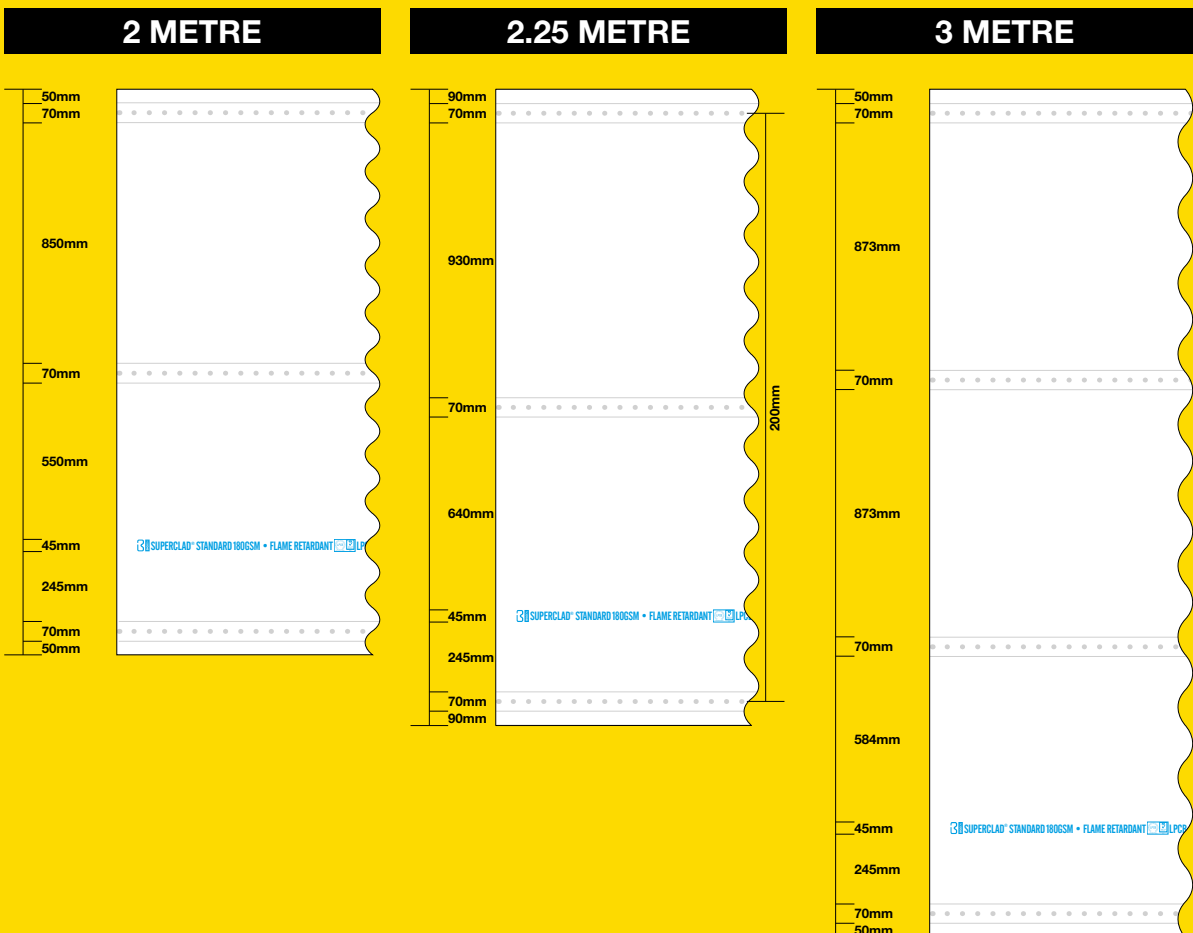 2 METRE
50mm
70mm
850mm
70mm
550mm
45mm
245mm
70mm
50mm
SUPERCLAD® STANDARD 180GSM • FLAME RETARDANT
2.25 METRE
90mm
70mm
930mm
70mm
640mm
45mm
245mm
70mm
90mm
200mm
SUPERCLAD® STANDARD 180GSM • FLAME RETARDANT
3 METRE
50mm
70mm
873mm
70mm
873mm
70mm
584mm
45mm
245mm
70mm
50mm
SUPERCLAD® STANDARD 180GSM • FLAME RETARDANT LPCB